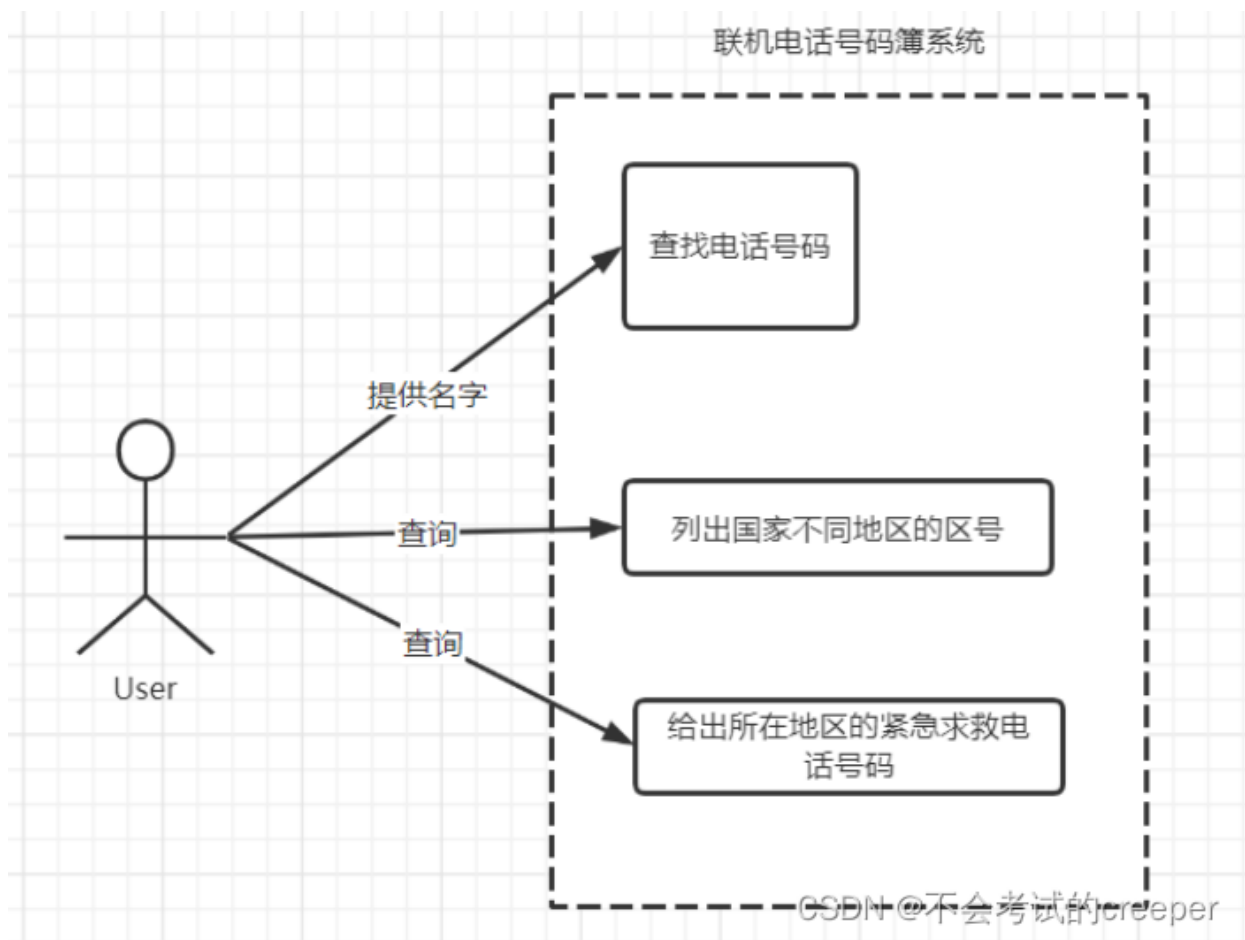 联机电话号码簿系统
查找电话号码
提供名字
查询
列出国家不同地区的区号
查询
User
给出所在地区的紧急求救电
话号码
CSDN @不会考试的creeper